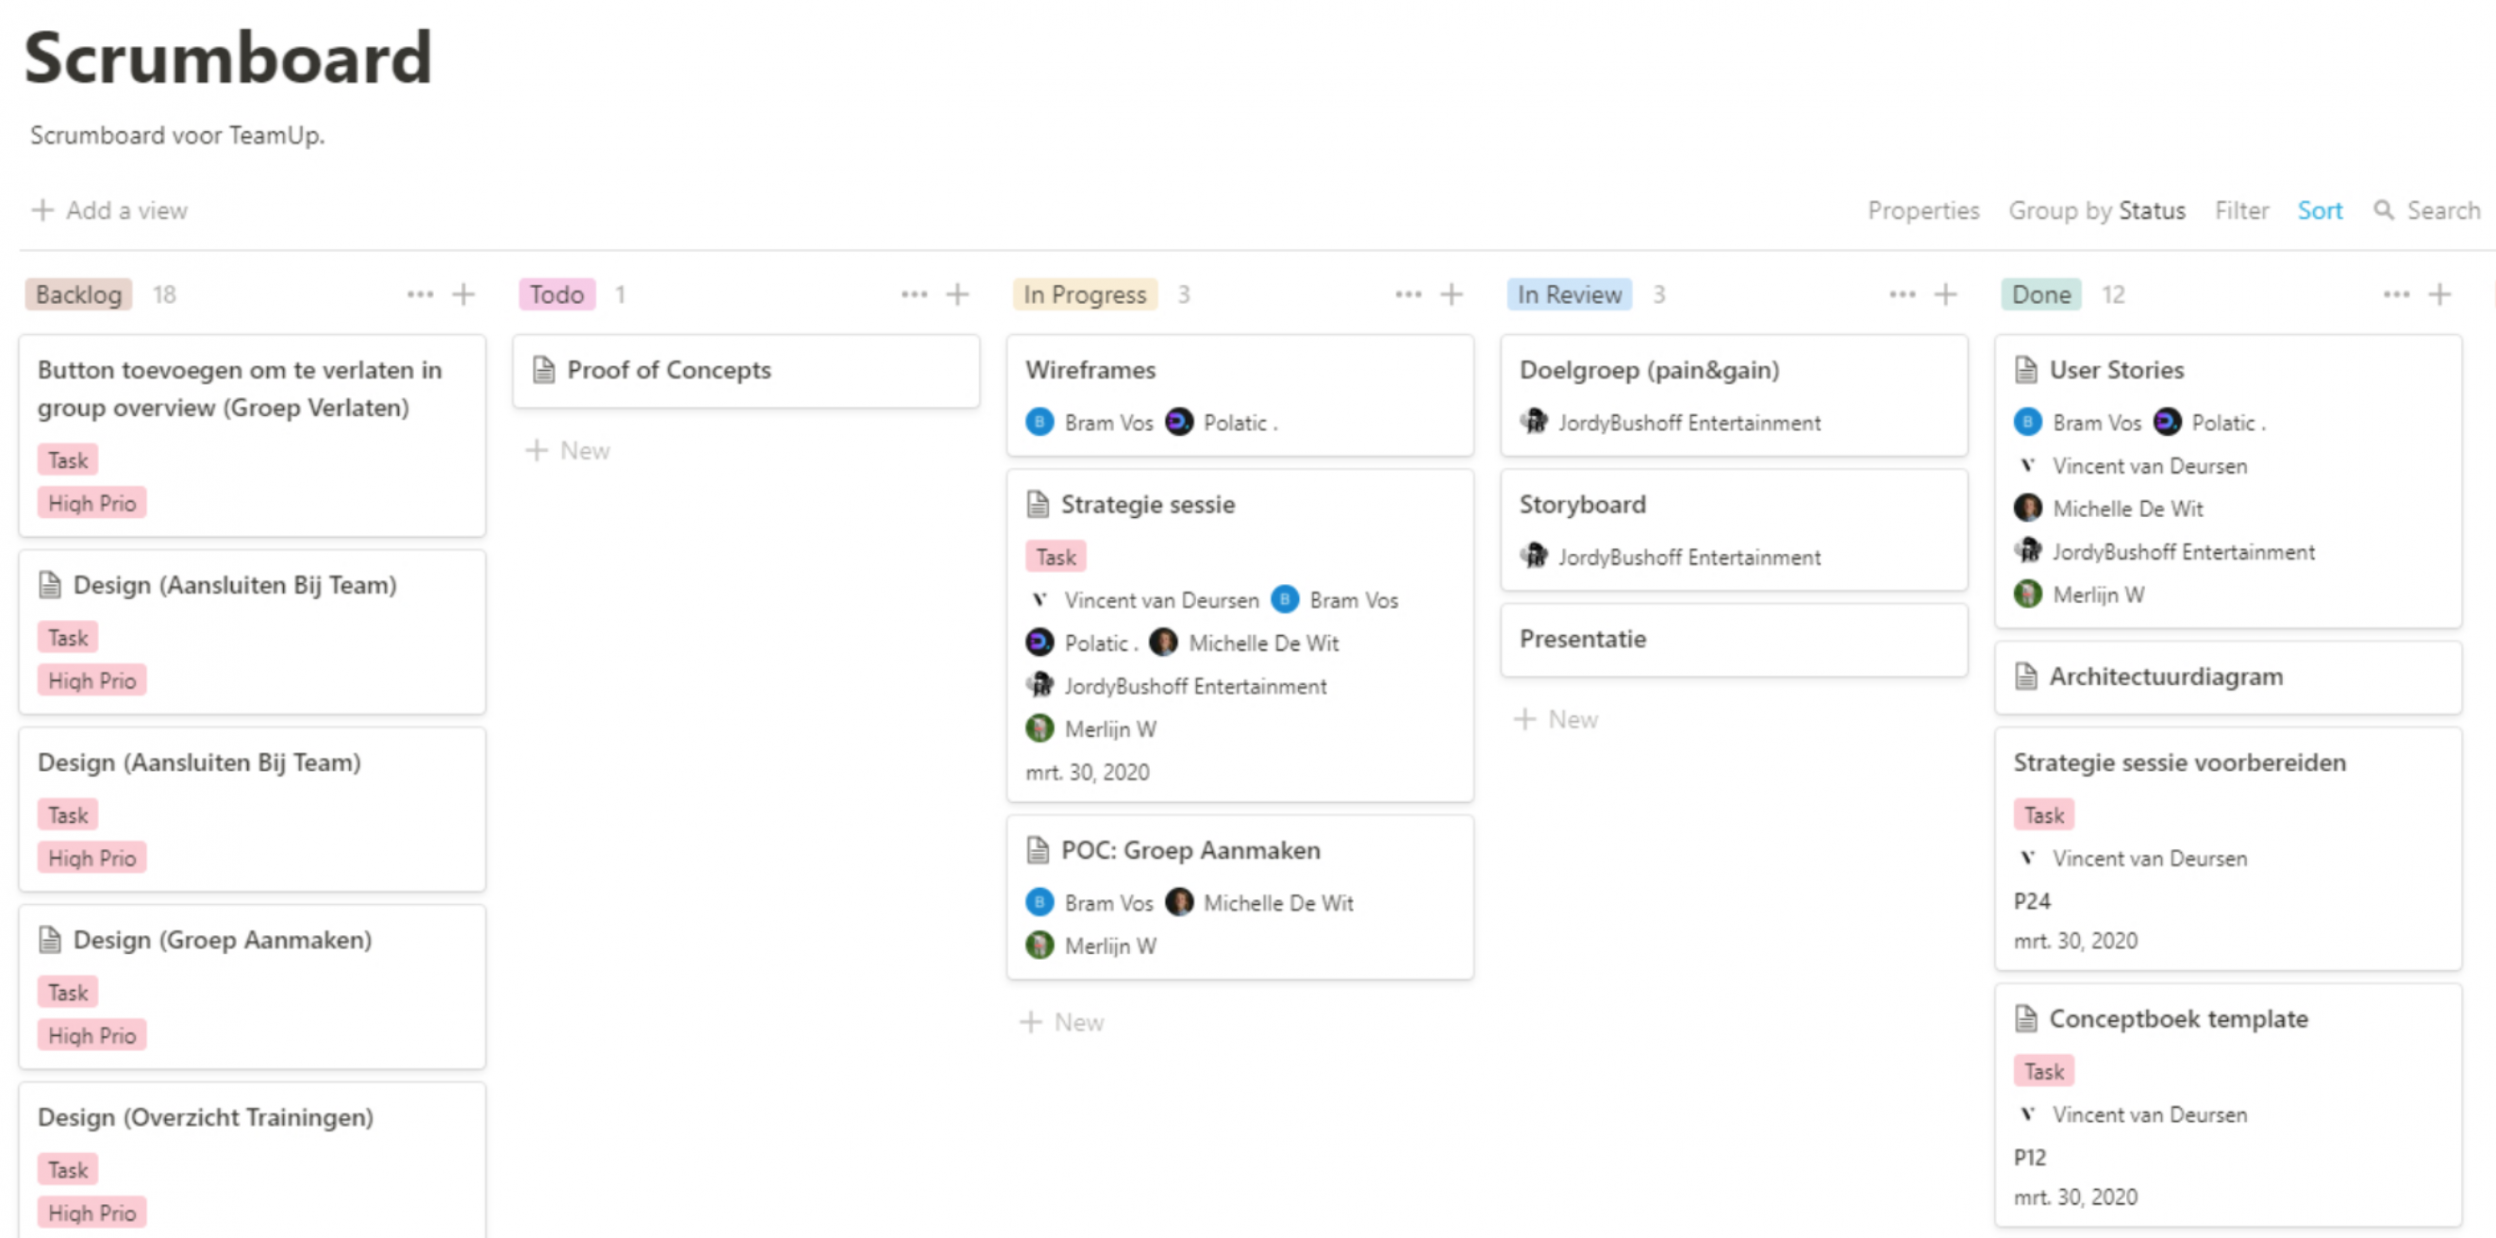 Scrumboard
Scrumboard voor TeamUp.
+ Add a view
Properties Group by Status Filter Sort Search
Backlog 18 ... +
Button toevoegen om te verlaten in
group overview (Groep Verlaten)
Task
High Prio
Design (Aansluiten Bij Team)
Task
High Prio
Design (Aansluiten Bij Team)
Task
High Prio
Design (Groep Aanmaken)
Task
High Prio
Design (Overzicht Trainingen)
Task
High Prio
Todo 1 ... +
Proof of Concepts
+ New
In Progress 3 ... +
Wireframes
B Bram Vos Polatic .
Strategie sessie
Task
V Vincent van Deursen B Bram Vos
Polatic . Michelle De Wit
JordyBushoff Entertainment
Merlijn W
mrt. 30, 2020
POC: Groep Aanmaken
B Bram Vos Michelle De Wit
Merlijn W
+ New
In Review 3 ... +
Doelgroep (pain&gain)
JordyBushoff Entertainment
Storyboard
JordyBushoff Entertainment
Presentatie
+ New
Done 12 ... +
User Stories
B Bram Vos Polatic .
V Vincent van Deursen
Michelle De Wit
JordyBushoff Entertainment
Merlijn W
Architectuurdiagram
Strategie sessie voorbereiden
Task
V Vincent van Deursen
P24
mrt. 30, 2020
Conceptboek template
Task
V Vincent van Deursen
P12
mrt. 30, 2020